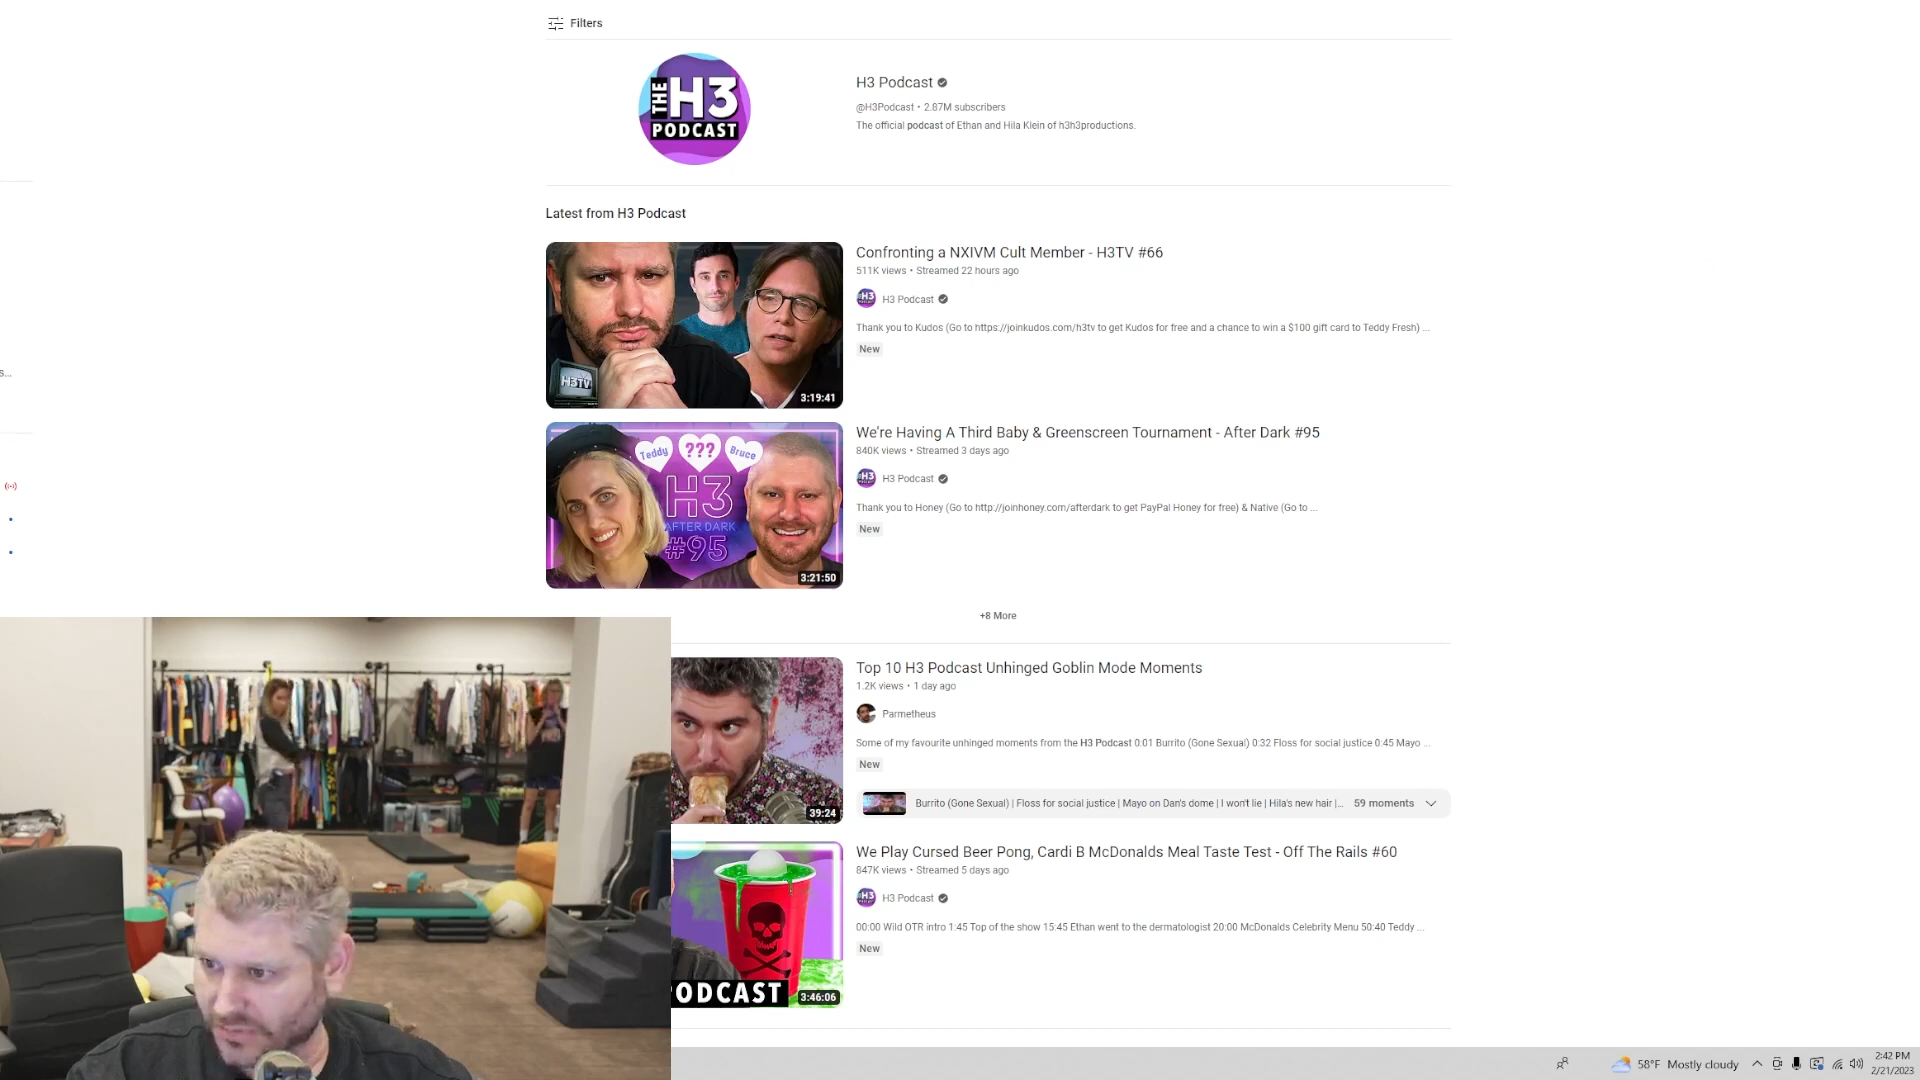 Filters
THE H3 PODCAST
H3 Podcast
@H3Podcast • 2.87M subscribers
The official podcast of Ethan and Hila Klein of h3h3productions.
Latest from H3 Podcast
Confronting a NXIVM Cult Member - H3TV #66
511K views • Streamed 22 hours ago
H3 Podcast
Thank you to Kudos (Go to https://joinkudos.com/h3tv to get Kudos for free and a chance to win a $100 gift card to Teddy Fresh) ...
New
H3TV
3:19:41
s...
We're Having A Third Baby & Greenscreen Tournament - After Dark #95
840K views • Streamed 3 days ago
H3 Podcast
Thank you to Honey (Go to http://joinhoney.com/afterdark to get PayPal Honey for free) & Native (Go to ...
New
Teddy ??? Bruce
H3
AFTER DARK
#95
3:21:50
+8 More
Top 10 H3 Podcast Unhinged Goblin Mode Moments
1.2K views • 1 day ago
Parmetheus
Some of my favourite unhinged moments from the H3 Podcast 0:01 Burrito (Gone Sexual) 0:32 Floss for social justice 0:45 Mayo ...
New
Burrito (Gone Sexual) | Floss for social justice | Mayo on Dan's dome | I won't lie | Hila's new hair |... 59 moments
39:24
We Play Cursed Beer Pong, Cardi B McDonalds Meal Taste Test - Off The Rails #60
847K views • Streamed 5 days ago
H3 Podcast
00:00 Wild OTR intro 1:45 Top of the show 15:45 Ethan went to the dermatologist 20:00 McDonalds Celebrity Menu 50:40 Teddy ...
New
ODCAST
3:46:06
58°F Mostly cloudy
2:42 PM
2/21/2023